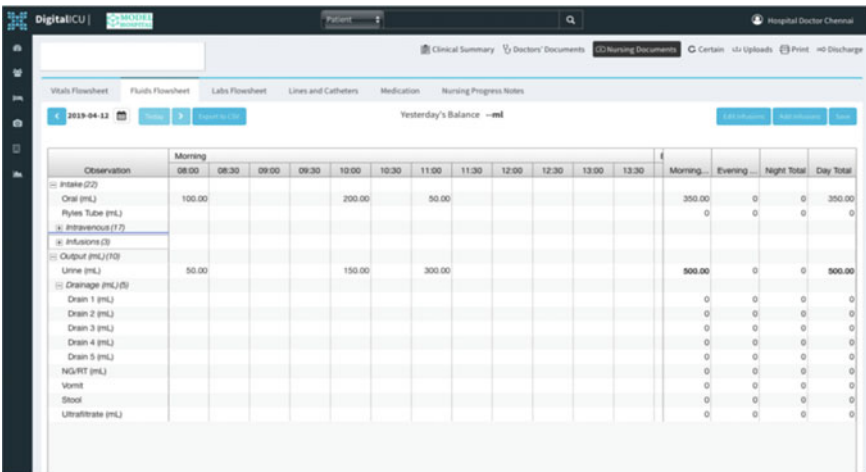 DigitalICU | MODEL HOSPITAL Patient Hospital Doctor Chennai
Clinical Summary Doctors' Documents Nursing Documents Certain Uploads Print Discharge
Vitals Flowsheet Fluids Flowsheet Labs Flowsheet Lines and Catheters Medication Nursing Progress Notes
2019-04-12 Today Export to CSV Yesterday's Balance --ml Edit Infusions Add Infusions Save
Morning
Observation 08:00 08:30 09:00 09:30 10:00 10:30 11:00 11:30 12:00 12:30 13:00 13:30 Morning... Evening ... Night Total Day Total
Intake (22)
Oral (mL) 100.00 200.00 50.00 350.00 0 0 350.00
Ryles Tube (mL) 0 0 0 0
Intravenous (17)
Infusions (3)
Output (mL) (10)
Urine (mL) 50.00 150.00 300.00 500.00 0 0 500.00
Drainage (mL) (5)
Drain 1 (mL) 0 0 0 0
Drain 2 (mL) 0 0 0 0
Drain 3 (mL) 0 0 0 0
Drain 4 (mL) 0 0 0 0
Drain 5 (mL) 0 0 0 0
NG/RT (mL) 0 0 0 0
Vomit 0 0 0 0
Stool 0 0 0 0
Ultrafiltrate (mL) 0 0 0 0